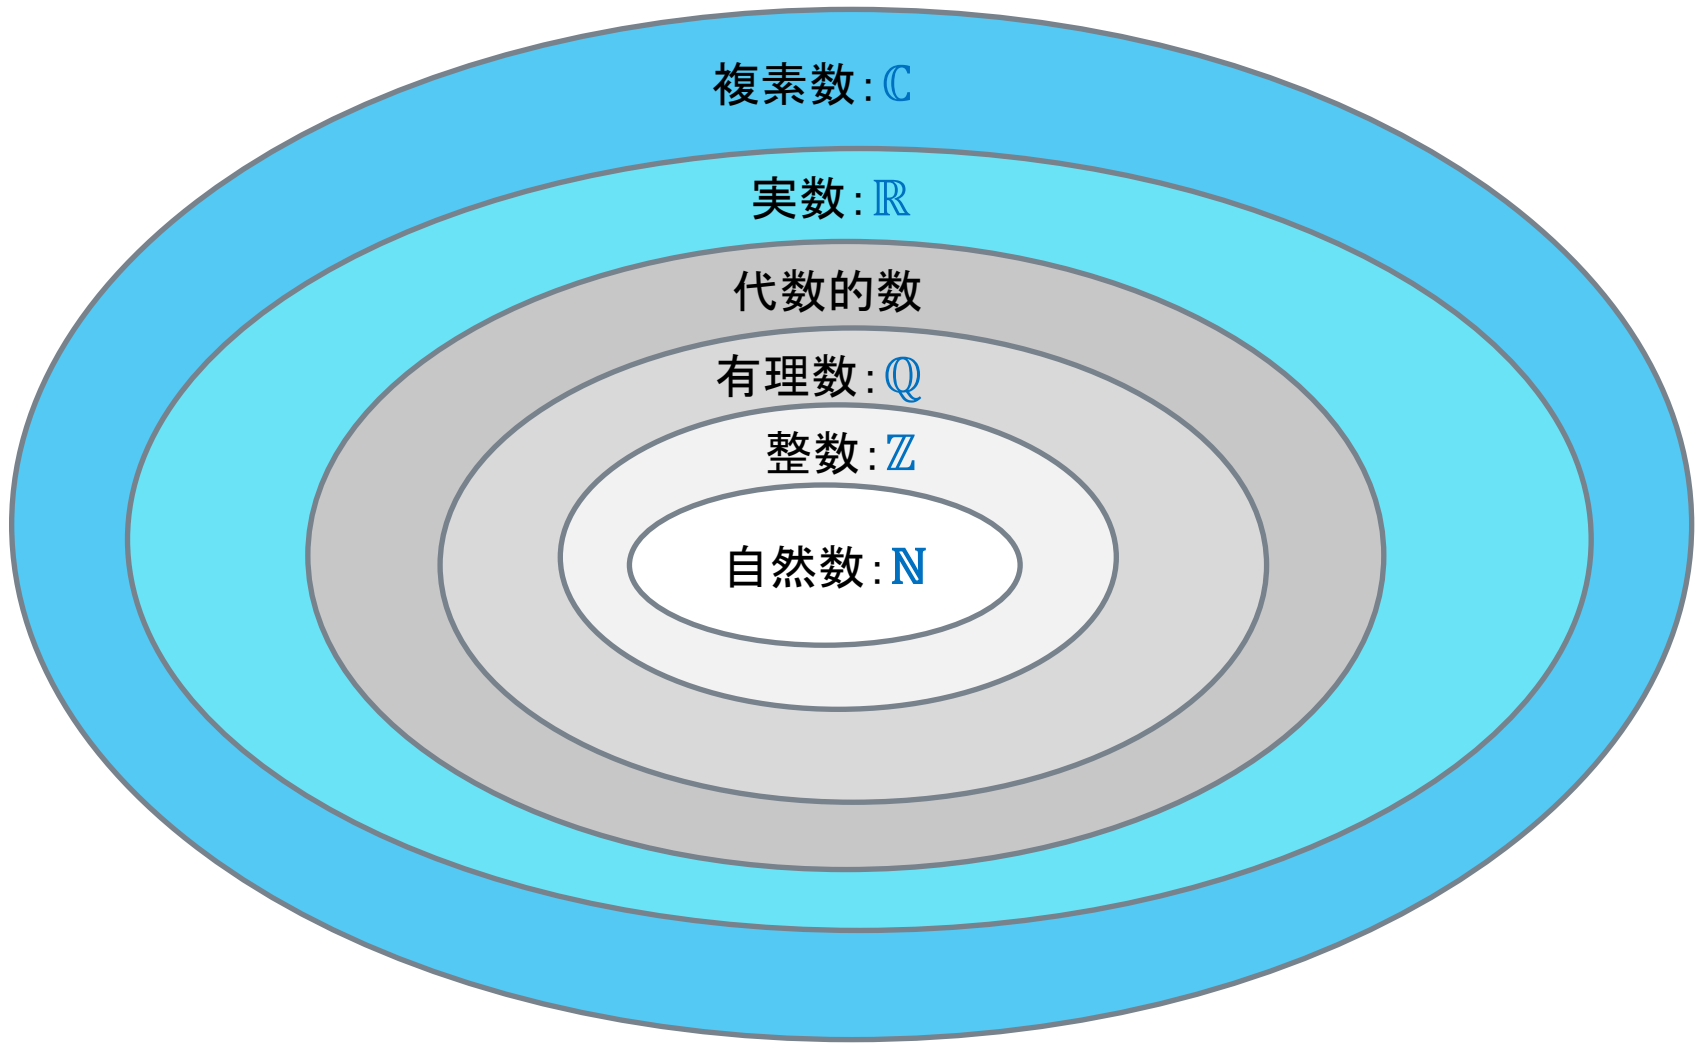 複素数：ℂ
実数：ℝ
代数的数
有理数：ℚ
整数：ℤ
自然数：ℕ